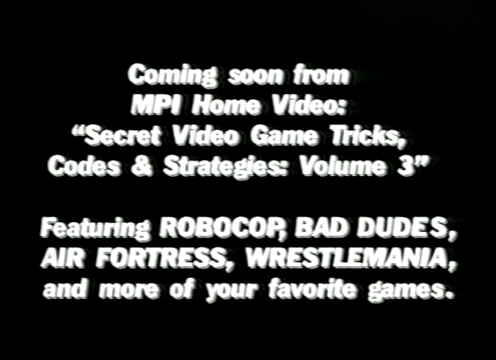 Coming soon from
MPI Home Video:
“Secret Video Game Tricks,
Codes & Strategies: Volume 3”
Featuring ROBOCOP, BAD DUDES,
AIR FORTRESS, WRESTLEMANIA,
and more of your favorite games.